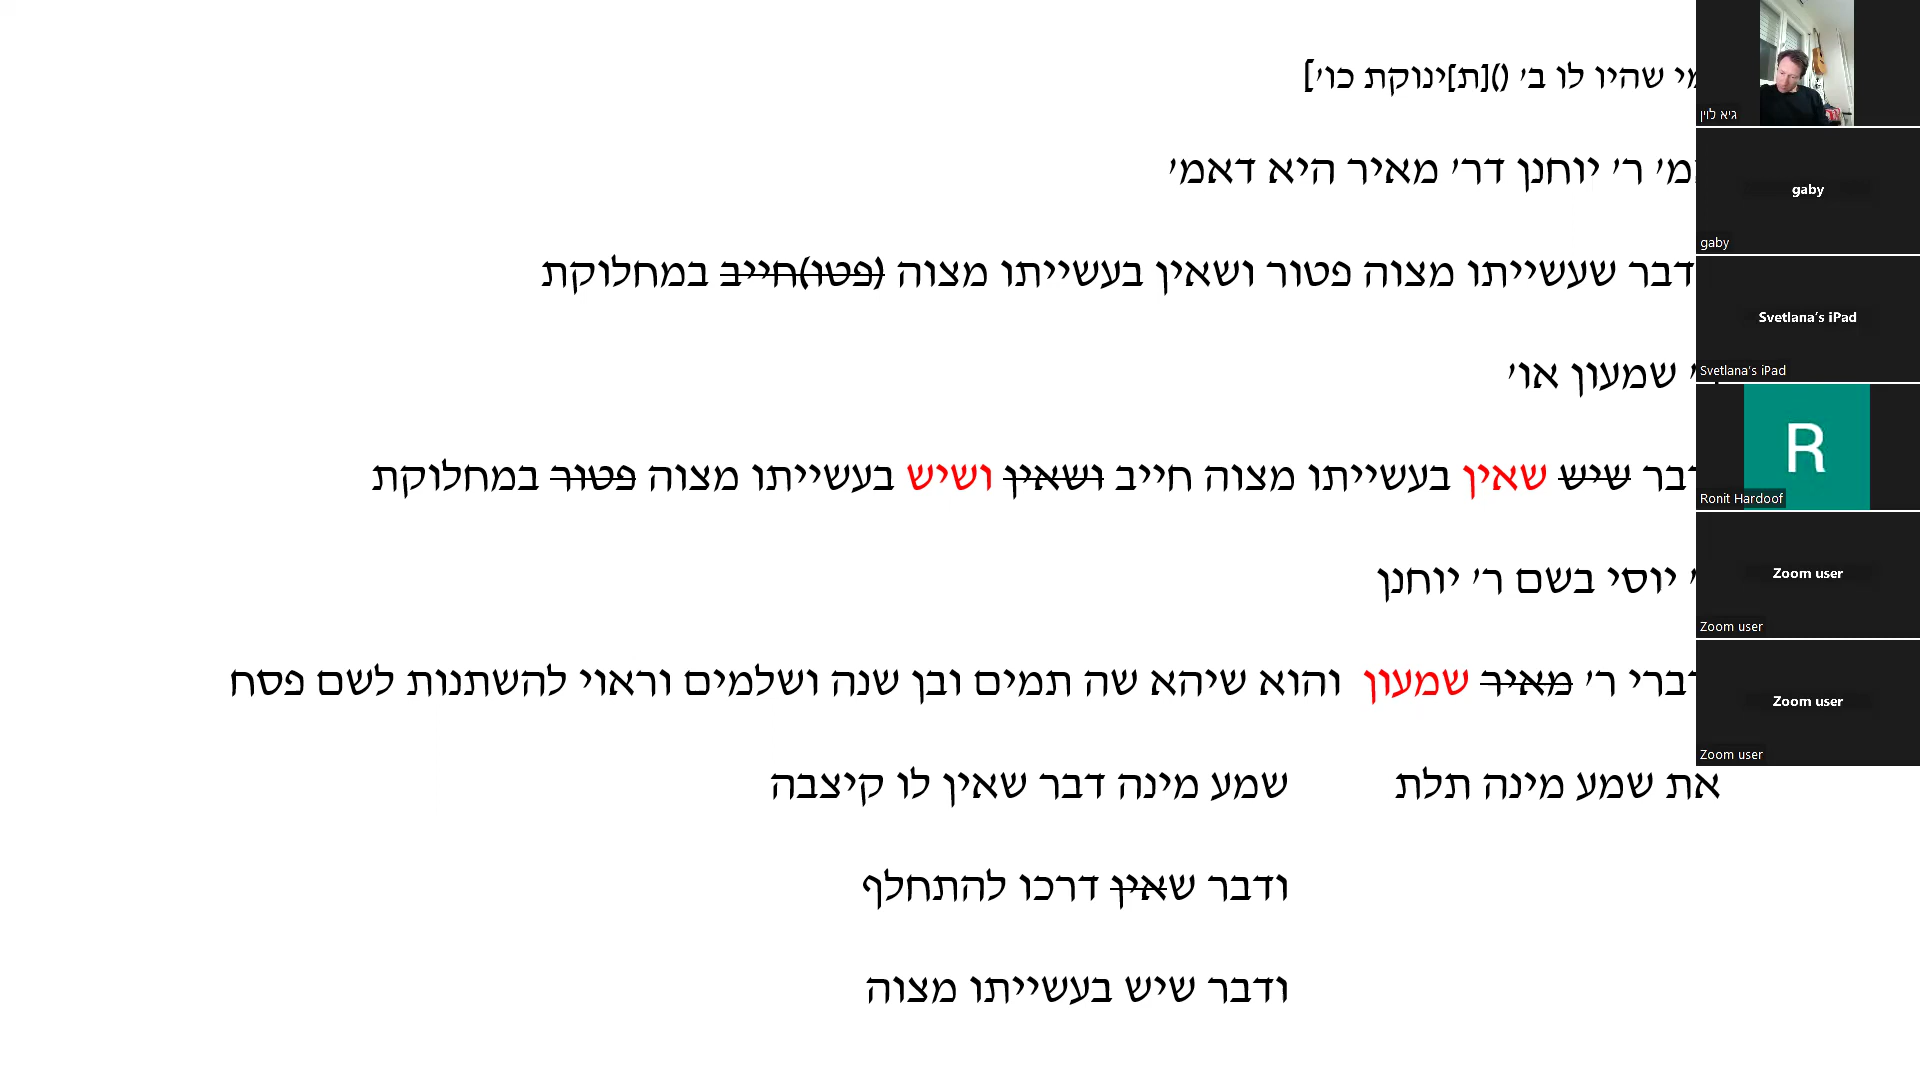 מי שהיו לו ב׳ ()[ת]ינוקת כו׳]
ר׳ יוחנן דר׳ מאיר היא דאמ׳
דבר שעשייתו מצוה פטור ושאין בעשייתו מצוה (פטו)חייב במחלוקת
שמעון או׳
שיש שאין בעשייתו מצוה חייב ושאין ושיש בעשייתו מצוה פטור במחלוקת
יוסי בשם ר׳ יוחנן
ר׳ מאיר שמעון והוא שיהא שה תמים ובן שנה ושלמים וראוי להשתנות לשם פסח
את שמע מינה תלת שמע מינה דבר שאין לו קיצבה
ודבר שאין דרכו להתחלף
ודבר שיש בעשייתו מצוה
גיא לוין
gaby
gaby
Svetlana's iPad
Svetlana's iPad
R
Ronit Hardoof
Zoom user
Zoom user
Zoom user
Zoom user